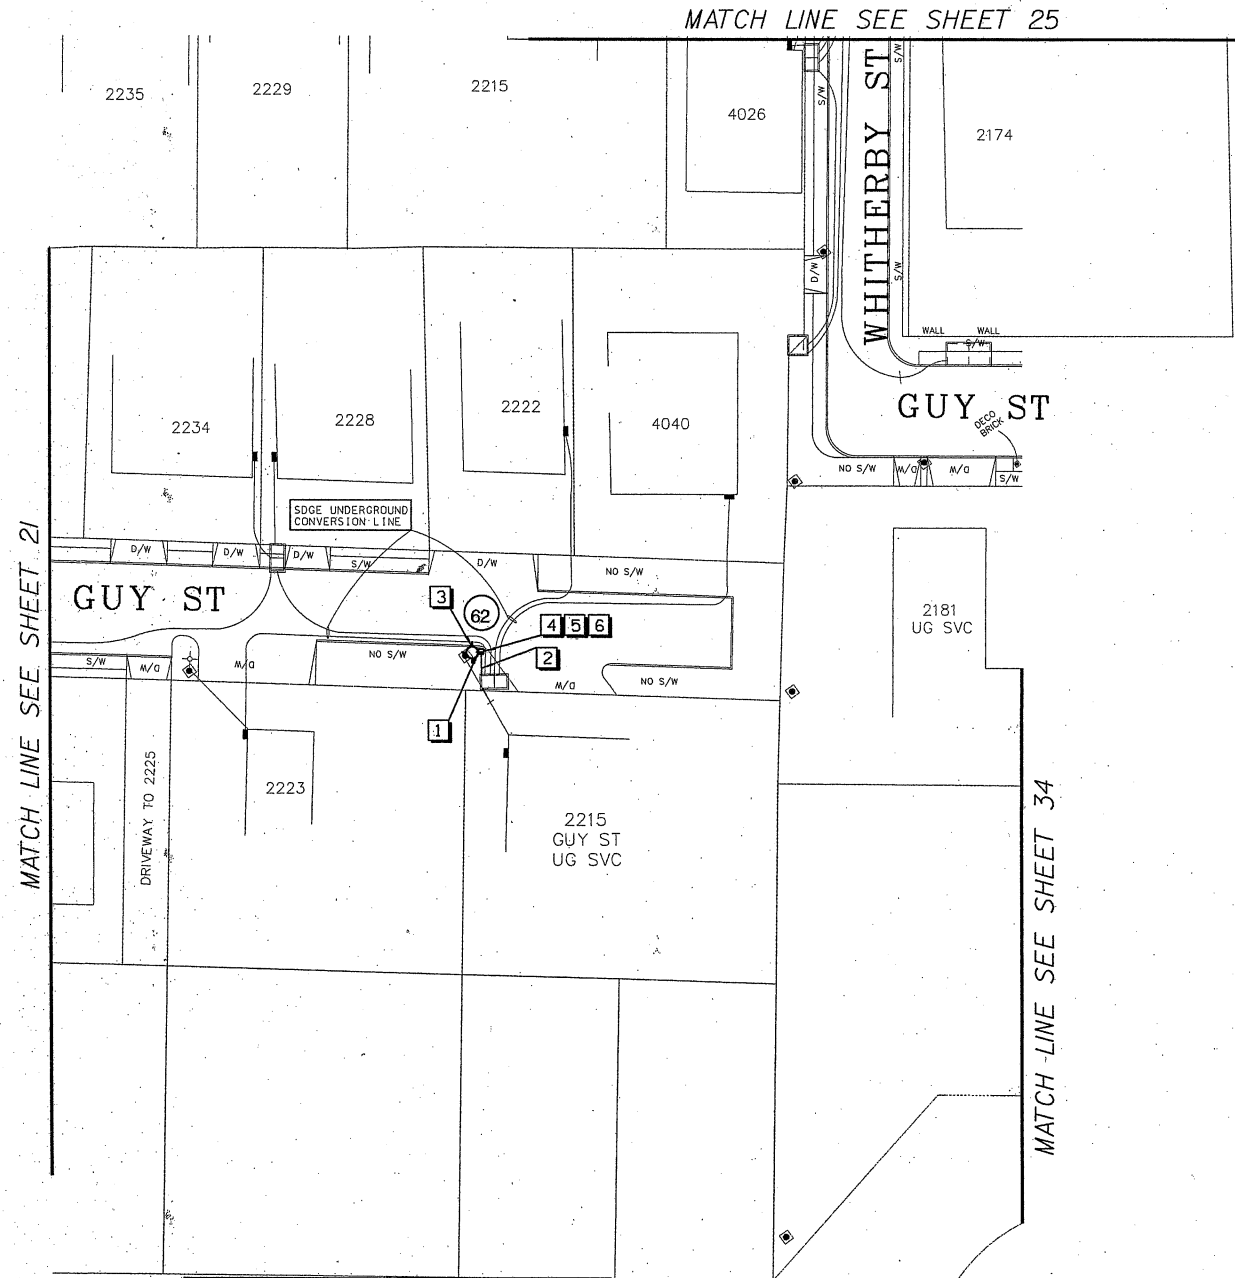 MATCH LINE SEE SHEET 25
2235
2229
2215
4026
S/W
WHITHERBY ST
S/W
2174
S/W
D/W
WALL WALL
S/W
GUY ST
DECO
BRICK
2234
2228
2222
4040
NO S/W
D/W
D/W
S/W
SDGE UNDERGROUND
CONVERSION LINE
MATCH LINE SEE SHEET 21
D/W
D/W
D/W
S/W
D/W
NO S/W
GUY ST
3
62
4 5 6
2
1
S/W
D/W
D/W
NO S/W
D/W
NO S/W
2181
UG SVC
DRIVEWAY TO 2225
2223
2215
GUY ST
UG SVC
MATCH LINE SEE SHEET 34